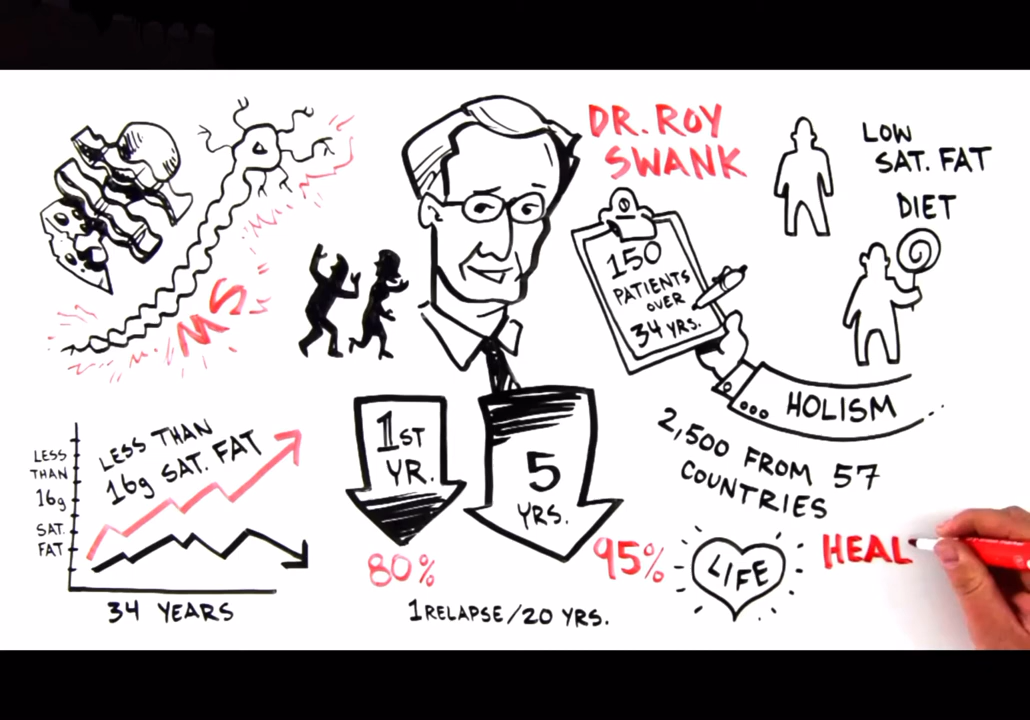 DR. ROY
SWANK
LOW
SAT. FAT
DIET
MS
150
PATIENTS
OVER
34 YRS.
HOLISM
2,500 FROM 57
COUNTRIES
LESS THAN
16g SAT. FAT
LESS
THAN
16g
SAT.
FAT
34 YEARS
1ST
YR.
80%
5
YRS.
95%
1 RELAPSE/20 YRS.
LIFE
HEAL